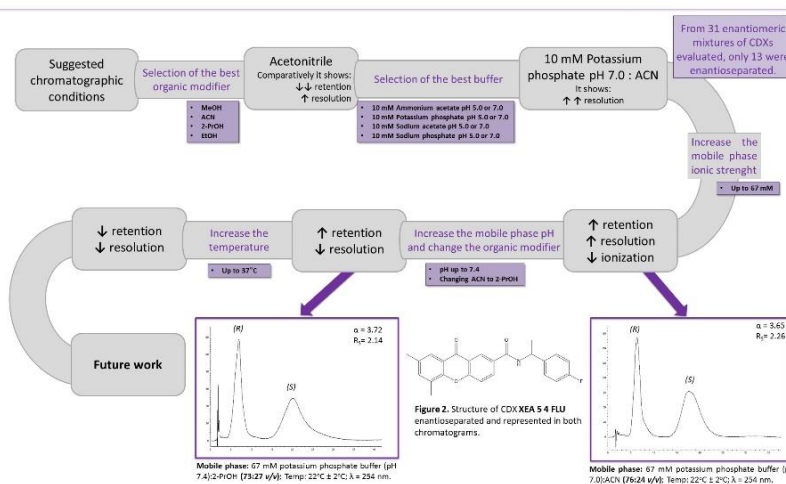 From 31 enantiomeric
mixtures of CDXs
evaluated, only 13 were
enantioseparated.
Suggested
chromatographic
conditions
Selection of the best
organic modifier
• MeOH
• ACN
• 2-PrOH
• EtOH
Acetonitrile
Comparatively it shows:
↓↓ retention
↑ resolution
Selection of the best buffer
• 10 mM Ammonium acetate pH 5.0 or 7.0
• 10 mM Potassium phosphate pH 5.0 or 7.0
• 10 mM Sodium acetate pH 5.0 or 7.0
• 10 mM Sodium phosphate pH 5.0 or 7.0
10 mM Potassium
phosphate pH 7.0 : ACN
It shows:
↑ ↑ resolution
Increase the
mobile phase
ionic strenght
• Up to 67 mM
↑ retention
↑ resolution
↓ ionization
Increase the mobile phase pH
and change the organic modifier
• pH up to 7.4
• Changing ACN to 2-PrOH
↑ retention
↓ resolution
Increase the
temperature
• Up to 37°C
↓ retention
↓ resolution
Future work
(R)
(S)
α = 3.72
Rs= 2.14
Mobile phase: 67 mM potassium phosphate buffer (pH
7.4):2-PrOH (73:27 v/v); Temp: 22°C ± 2°C; λ = 254 nm.
O
O
N
H
F
Figure 2. Structure of CDX XEA 5 4 FLU
enantioseparated and represented in both
chromatograms.
(R)
(S)
α = 3.65
Rs= 2.26
Mobile phase: 67 mM potassium phosphate buffer (p
7.0):ACN (76:24 v/v); Temp: 22°C ± 2°C; λ = 254 nm.